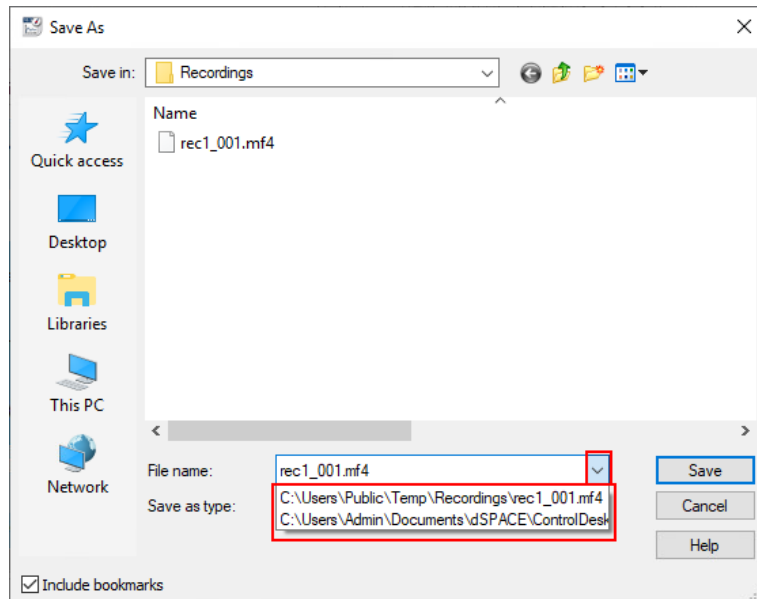 Save As
Save in:
Recordings
Quick access
Desktop
Libraries
This PC
Network
Name
rec1_001.mf4
File name:
rec1_001.mf4
Save
Save as type:
C:\Users\Public\Temp\Recordings\rec1_001.mf4
C:\Users\Admin\Documents\dSPACE\ControlDesk
Cancel
Help
Include bookmarks